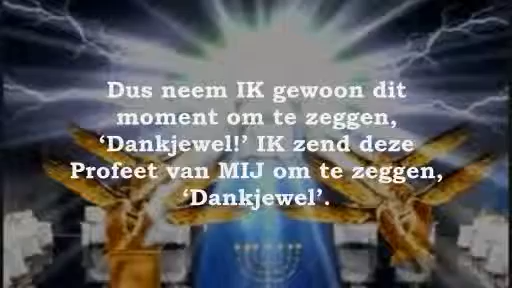 Dus neem IK gewoon dit
moment om te zeggen,
‘Dankjewel!’ IK zend deze
Profeet van MIJ om te zeggen,
‘Dankjewel’.